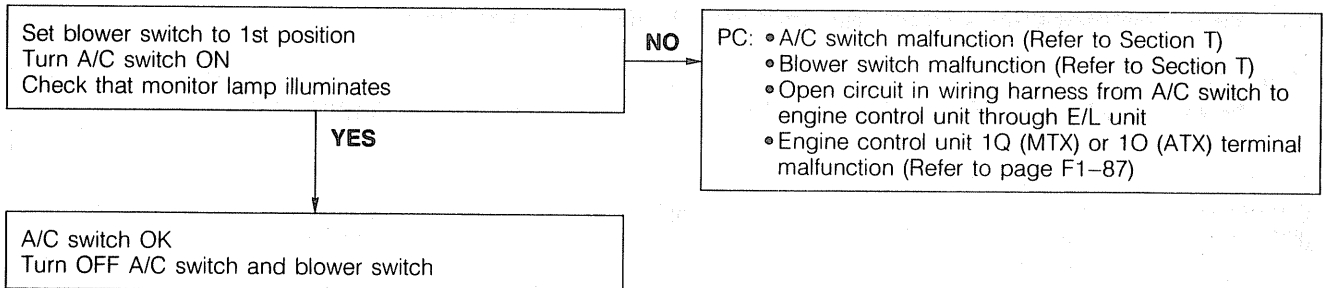 Set blower switch to 1st position
Turn A/C switch ON
Check that monitor lamp illuminates
NO
PC: • A/C switch malfunction (Refer to Section T)
• Blower switch malfunction (Refer to Section T)
• Open circuit in wiring harness from A/C switch to
engine control unit through E/L unit
• Engine control unit 1Q (MTX) or 1O (ATX) terminal
malfunction (Refer to page F1–87)
YES
A/C switch OK
Turn OFF A/C switch and blower switch